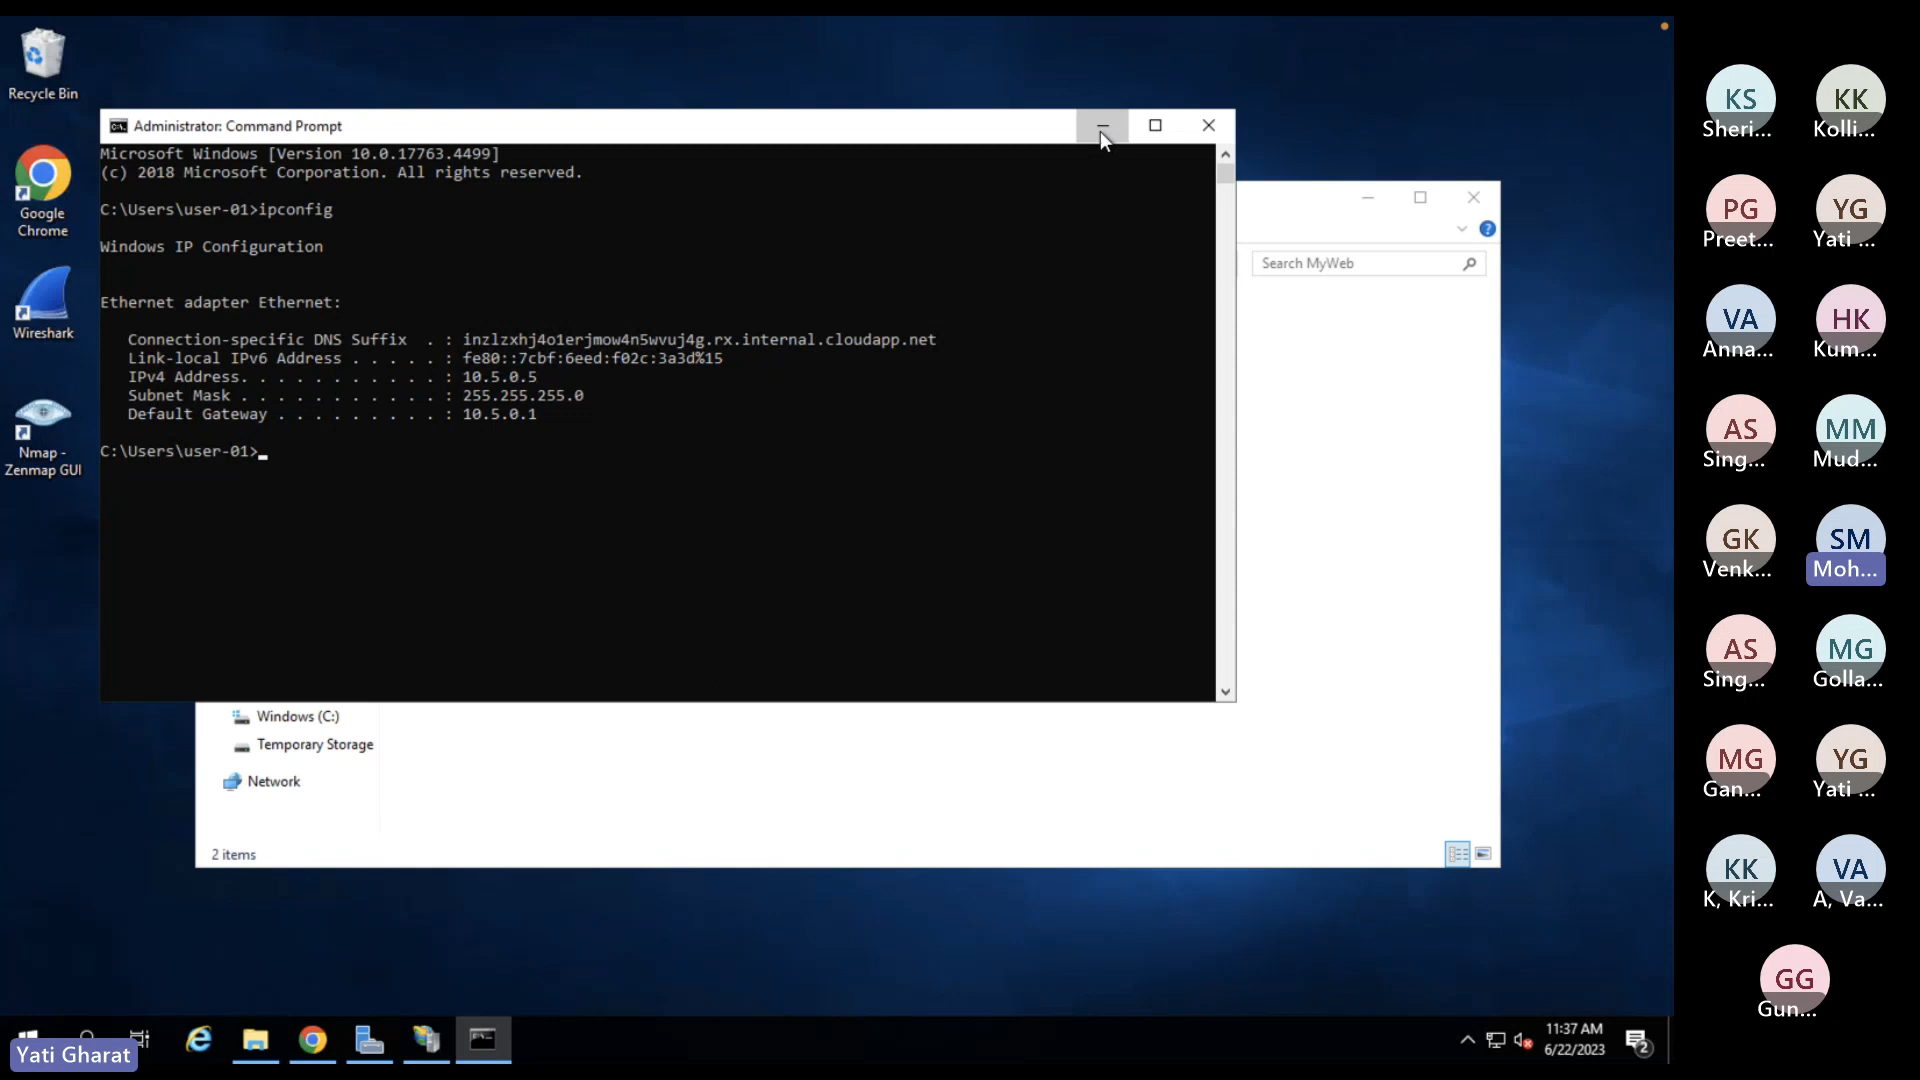 Recycle Bin
Google
Chrome
Wireshark
Nmap -
Zenmap GUI
Administrator: Command Prompt
Microsoft Windows [Version 10.0.17763.4499]
(c) 2018 Microsoft Corporation. All rights reserved.
C:\Users\user-01>ipconfig
Windows IP Configuration
Ethernet adapter Ethernet:
Connection-specific DNS Suffix . : inzlzxhj4o1erjmow4n5wvuj4g.rx.internal.cloudapp.net
Link-local IPv6 Address . . . . . : fe80::7cbf:6eed:f02c:3a3d%15
IPv4 Address. . . . . . . . . . . : 10.5.0.5
Subnet Mask . . . . . . . . . . . : 255.255.255.0
Default Gateway . . . . . . . . . : 10.5.0.1
C:\Users\user-01>
Search MyWeb
Windows (C:)
Temporary Storage
Network
2 items
KS
Sheri...
KK
Kolli...
PG
Preet...
YG
Yati ...
VA
Anna...
HK
Kum...
AS
Sing...
MM
Mud...
GK
Venk...
SM
Moh...
AS
Sing...
MG
Golla...
MG
Gan...
YG
Yati ...
KK
K, Kri...
VA
A, Va...
GG
Gun...
Yati Gharat
11:37 AM
6/22/2023
2